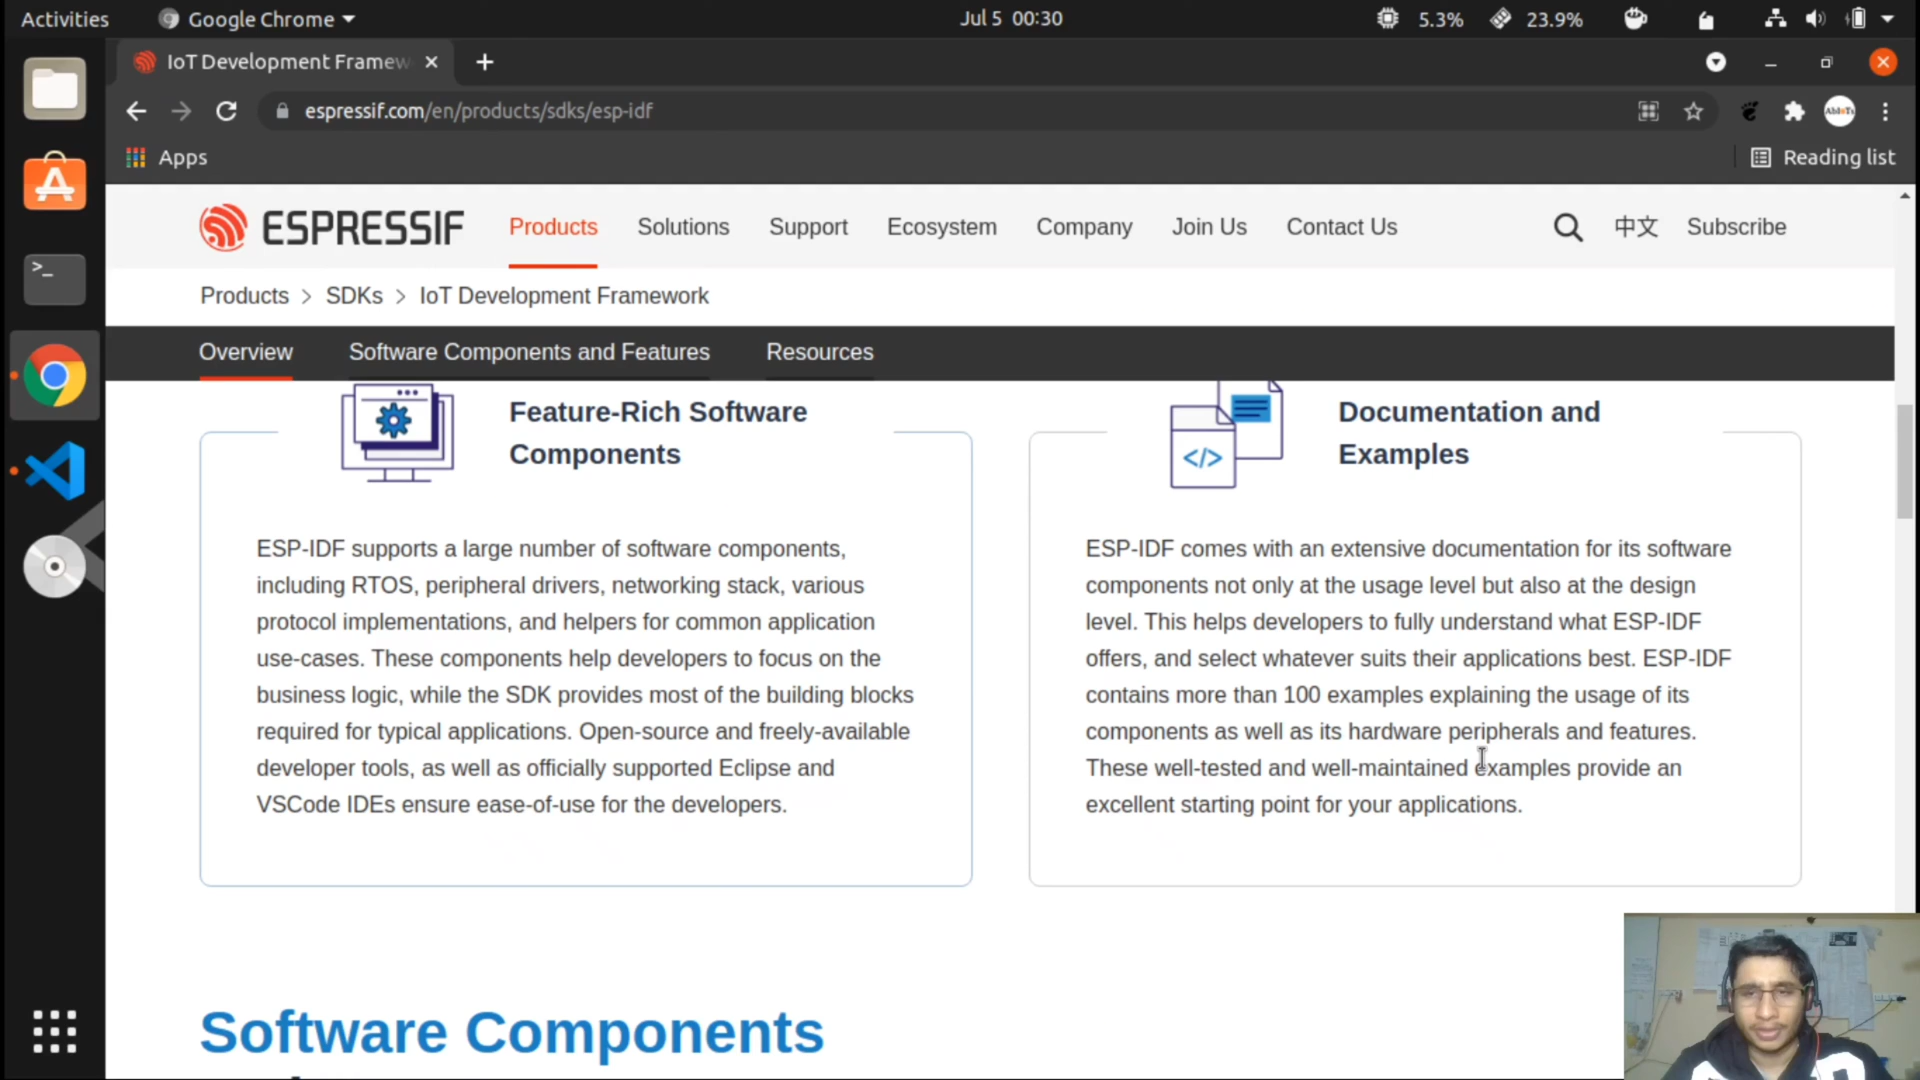 Activities
Google Chrome
Jul 5 00:30
5.3%
23.9%
IoT Development Framew
espressif.com/en/products/sdks/esp-idf
AbIoTs
Apps
Reading list
ESPRESSIF
Products
Solutions
Support
Ecosystem
Company
Join Us
Contact Us
中文
Subscribe
Products > SDKs > IoT Development Framework
Overview
Software Components and Features
Resources
Feature-Rich Software
Components
ESP-IDF supports a large number of software components,
including RTOS, peripheral drivers, networking stack, various
protocol implementations, and helpers for common application
use-cases. These components help developers to focus on the
business logic, while the SDK provides most of the building blocks
required for typical applications. Open-source and freely-available
developer tools, as well as officially supported Eclipse and
VSCode IDEs ensure ease-of-use for the developers.
</>
Documentation and
Examples
ESP-IDF comes with an extensive documentation for its software
components not only at the usage level but also at the design
level. This helps developers to fully understand what ESP-IDF
offers, and select whatever suits their applications best. ESP-IDF
contains more than 100 examples explaining the usage of its
components as well as its hardware peripherals and features.
These well-tested and well-maintained examples provide an
excellent starting point for your applications.
Software Components